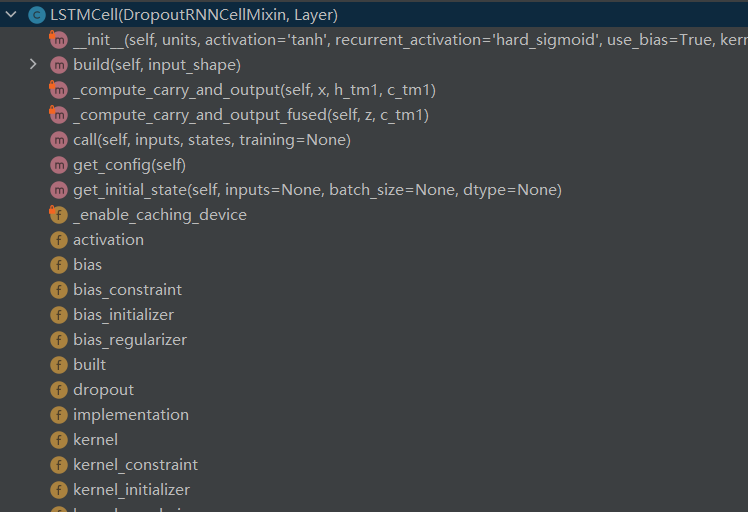 LSTMCell(DropoutRNNCellMixin, Layer)
__init__(self, units, activation='tanh', recurrent_activation='hard_sigmoid', use_bias=True, kern
build(self, input_shape)
_compute_carry_and_output(self, x, h_tm1, c_tm1)
_compute_carry_and_output_fused(self, z, c_tm1)
call(self, inputs, states, training=None)
get_config(self)
get_initial_state(self, inputs=None, batch_size=None, dtype=None)
_enable_caching_device
activation
bias
bias_constraint
bias_initializer
bias_regularizer
built
dropout
implementation
kernel
kernel_constraint
kernel_initializer